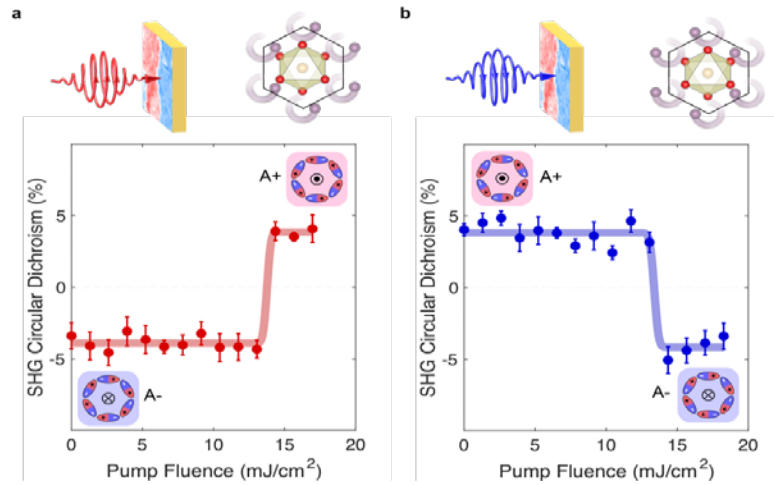 a
A+
A-
SHG Circular Dichroism (%)
5
0
-5
0
5
10
15
20
Pump Fluence (mJ/cm²)
b
A+
A-
SHG Circular Dichroism (%)
5
0
-5
0
5
10
15
20
Pump Fluence (mJ/cm²)